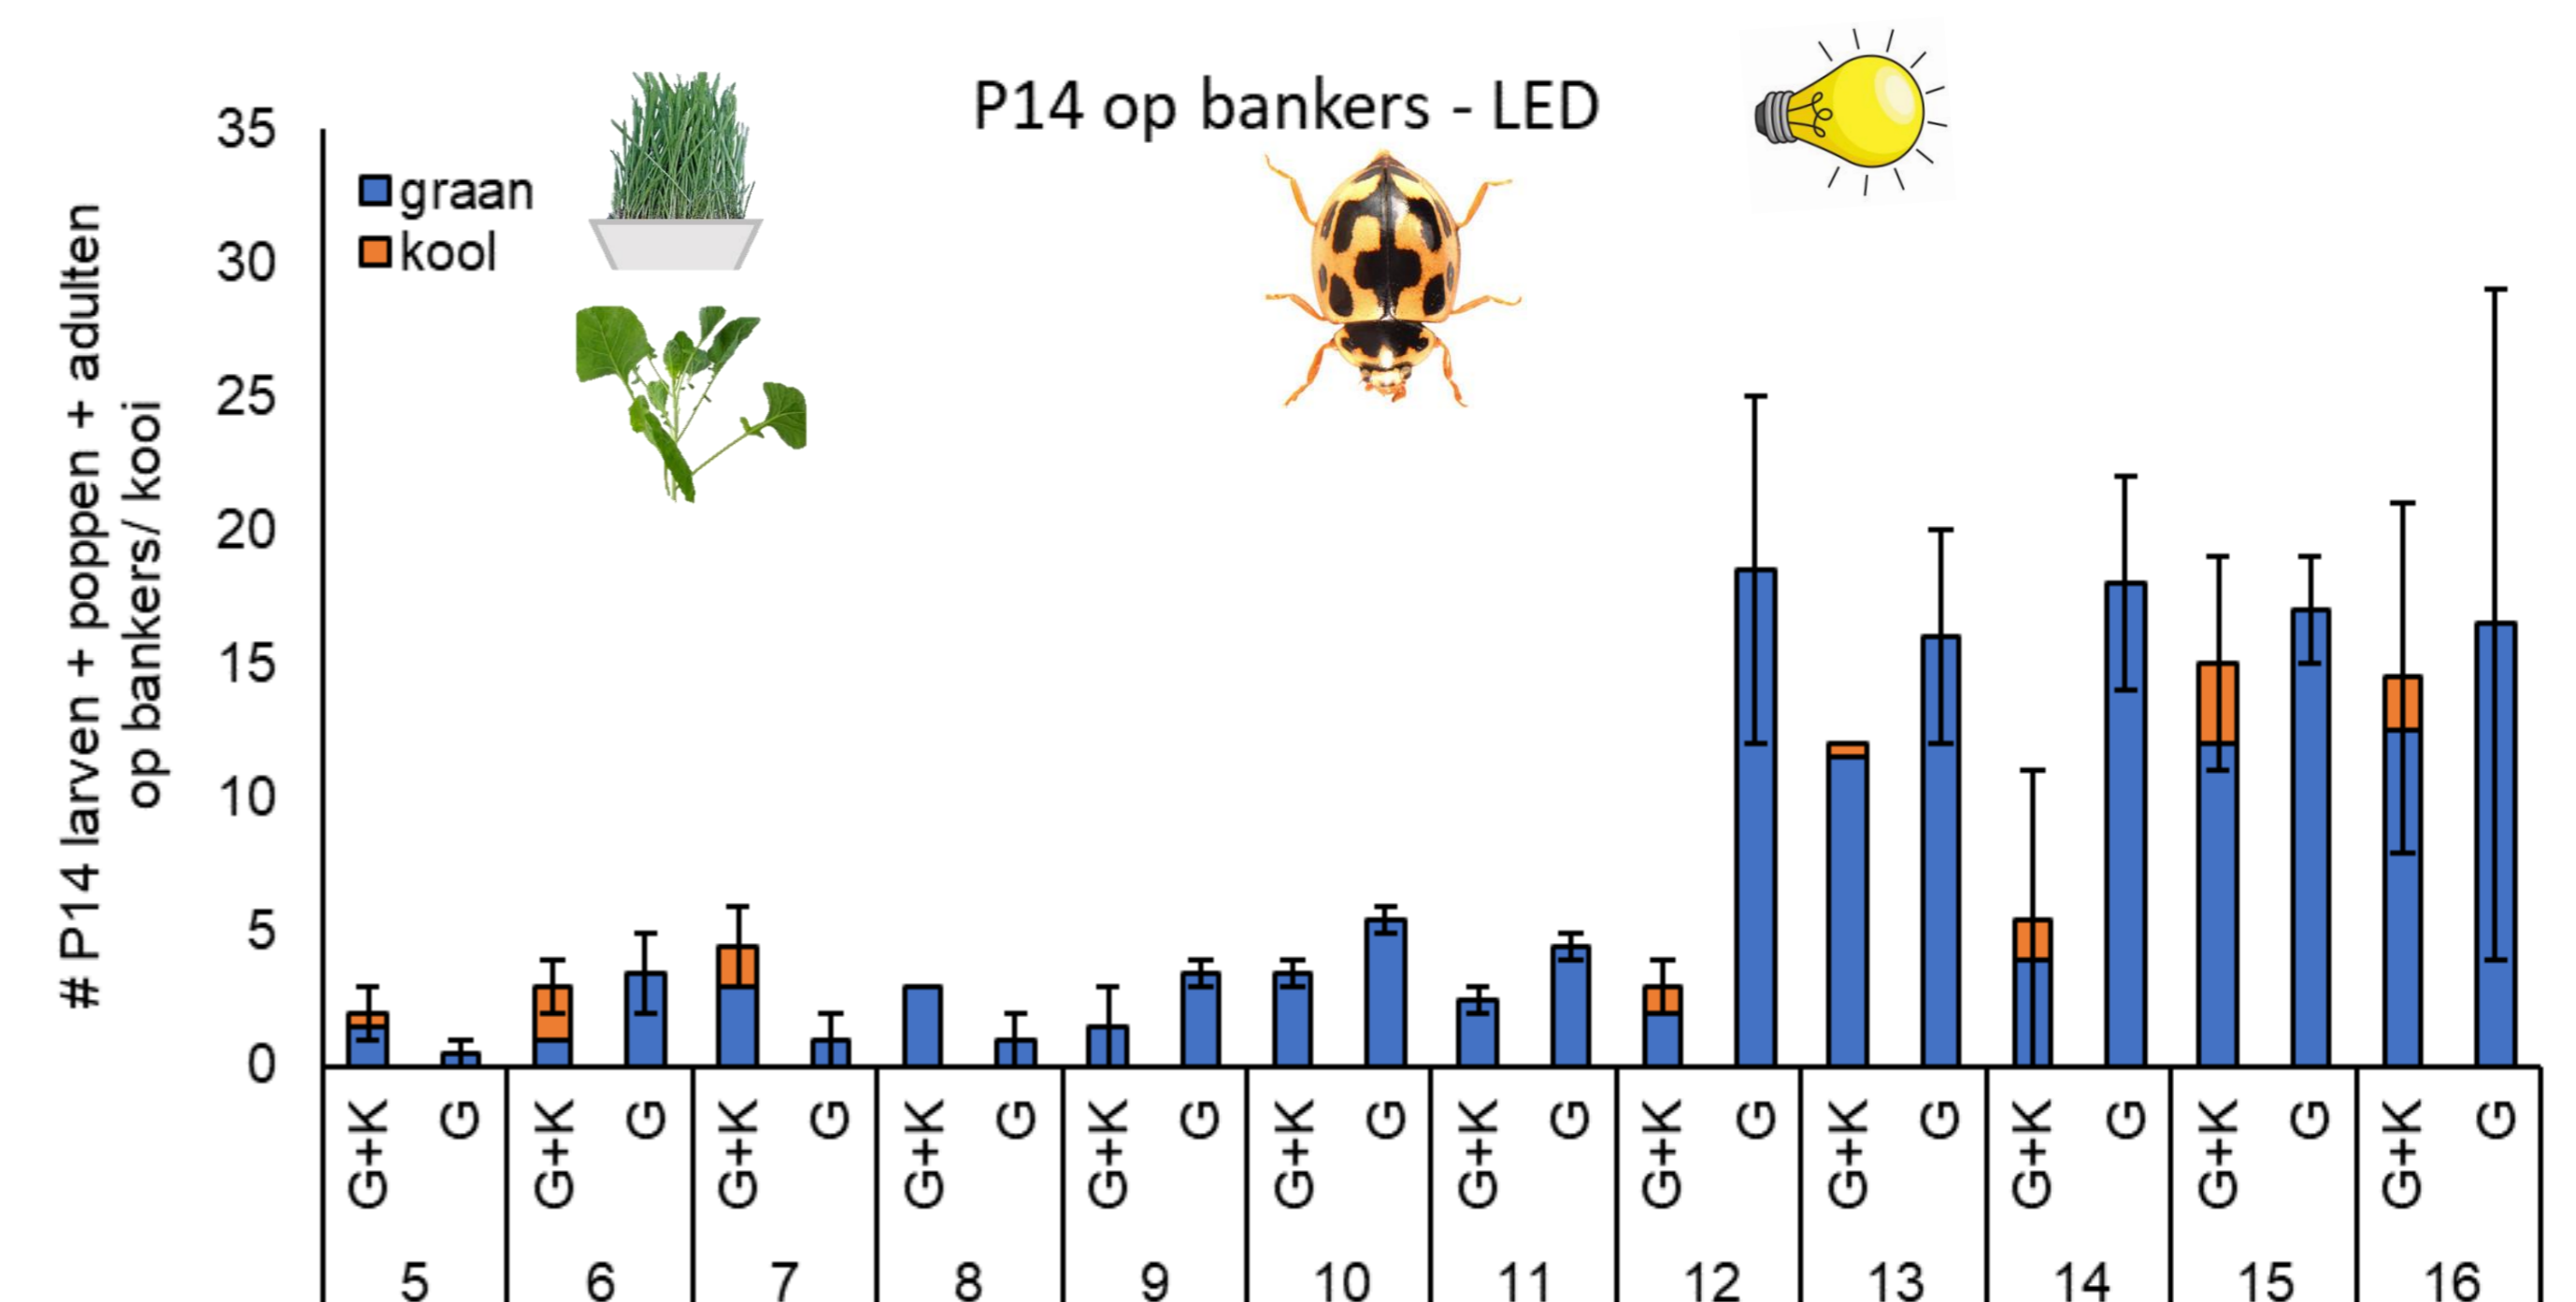 P14 op bankers - LED
# P14 larven + poppen + adulten
op bankers/ kooi
35
30
25
20
15
10
5
0
graan
kool
G+K G G+K G G+K G G+K G G+K G G+K G G+K G G+K G G+K G G+K G G+K G G+K G
5 6 7 8 9 10 11 12 13 14 15 16